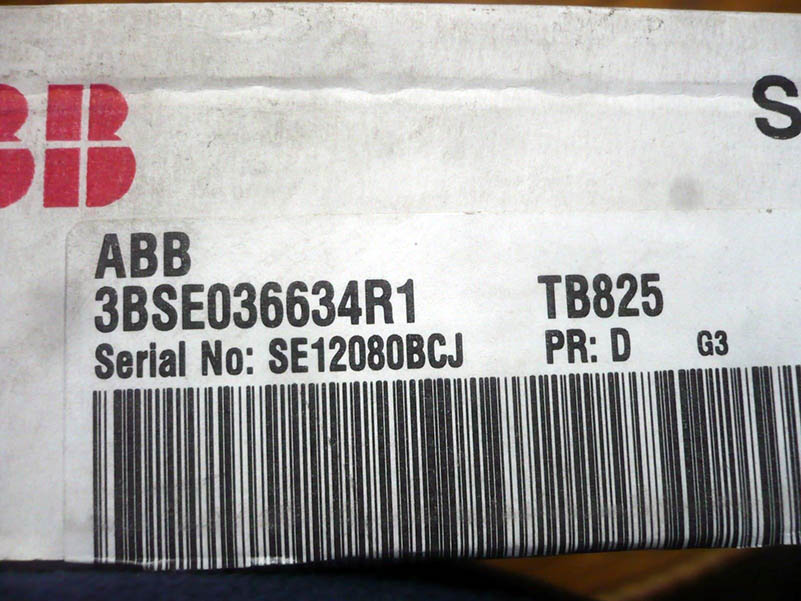 ABB
3BSE036634R1 TB825
Serial No: SE12080BCJ PR: D G3